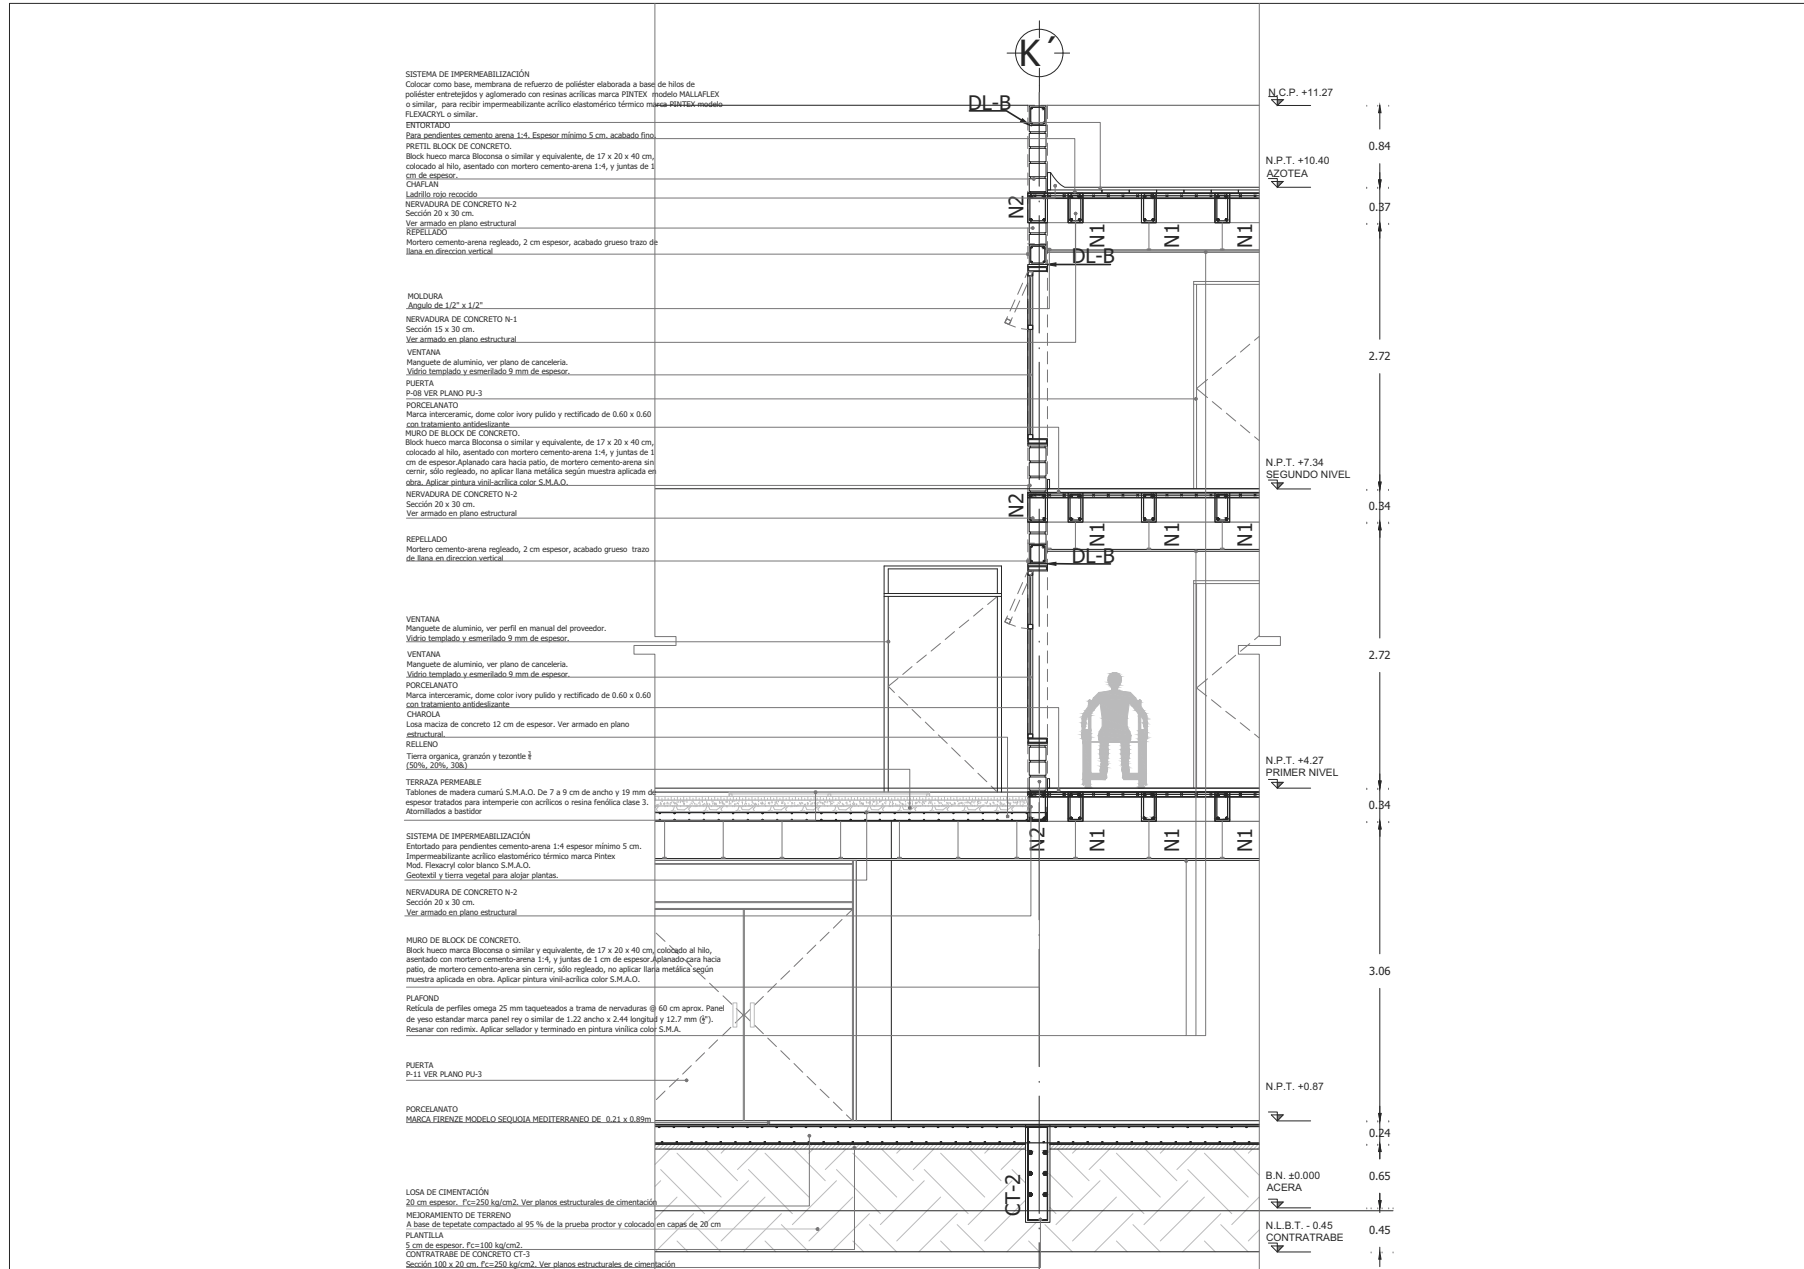 K´
SISTEMA DE IMPERMEABILIZACIÓN
Colocar como base, membrana de refuerzo de poliéster elaborada a base de hilos de
poliéster entretejidos y aglomerado con resinas acrílicas marca PINTEX modelo MALLAFLEX
o similar, para recibir impermeabilizante acrílico elastomérico térmico marca PINTEX modelo
FLEXACRYL o similar.
ENTORTADO
Para pendientes cemento arena 1:4. Espesor mínimo 5 cm. acabado fino.
PRETIL BLOCK DE CONCRETO.
Block hueco marca Bloconsa o similar y equivalente, de 17 x 20 x 40 cm,
colocado al hilo, asentado con mortero cemento-arena 1:4, y juntas de 1
cm de espesor.
CHAFLAN
Ladrillo rojo recocido
NERVADURA DE CONCRETO N-2
Sección 20 x 30 cm.
Ver armado en plano estructural
REPELLADO
Mortero cemento-arena regleado, 2 cm espesor, acabado grueso trazo de
llana en direccion vertical
MOLDURA
Angulo de 1/2" x 1/2"
NERVADURA DE CONCRETO N-1
Sección 15 x 30 cm.
Ver armado en plano estructural
VENTANA
Manguete de aluminio, ver plano de canceleria.
Vidrio templado y esmerilado 9 mm de espesor.
PUERTA
P-08 VER PLANO PU-3
PORCELANATO
Marca interceramic, dome color ivory pulido y rectificado de 0.60 x 0.60
con tratamiento antideslizante
MURO DE BLOCK DE CONCRETO.
Block hueco marca Bloconsa o similar y equivalente, de 17 x 20 x 40 cm,
colocado al hilo, asentado con mortero cemento-arena 1:4, y juntas de 1
cm de espesor.Aplanado cara hacia patio, de mortero cemento-arena sin
cernir, sólo regleado, no aplicar llana metálica según muestra aplicada en
obra. Aplicar pintura vinil-acrílica color S.M.A.O.
NERVADURA DE CONCRETO N-2
Sección 20 x 30 cm.
Ver armado en plano estructural
REPELLADO
Mortero cemento-arena regleado, 2 cm espesor, acabado grueso trazo
de llana en direccion vertical
VENTANA
Manguete de aluminio, ver perfil en manual del proveedor.
Vidrio templado y esmerilado 9 mm de espesor.
VENTANA
Manguete de aluminio, ver plano de canceleria.
Vidrio templado y esmerilado 9 mm de espesor.
PORCELANATO
Marca interceramic, dome color ivory pulido y rectificado de 0.60 x 0.60
con tratamiento antideslizante
CHAROLA
Losa maciza de concreto 12 cm de espesor. Ver armado en plano
estructural.
RELLENO
Tierra organica, granzón y tezontle
(50%, 20%, 30&)
TERRAZA PERMEABLE
Tablones de madera cumarú S.M.A.O. De 7 a 9 cm de ancho y 19 mm de
espesor tratados para intemperie con acrílicos o resina fenólica clase 3.
Atornillados a bastidor
SISTEMA DE IMPERMEABILIZACIÓN
Entortado para pendientes cemento-arena 1:4 espesor mínimo 5 cm.
Impermeabilizante acrílico elastomérico térmico marca Pintex
Mod. Flexacryl color blanco S.M.A.O.
Geotextil y tierra vegetal para alojar plantas.
NERVADURA DE CONCRETO N-2
Sección 20 x 30 cm.
Ver armado en plano estructural
MURO DE BLOCK DE CONCRETO.
Block hueco marca Bloconsa o similar y equivalente, de 17 x 20 x 40 cm, colocado al hilo,
asentado con mortero cemento-arena 1:4, y juntas de 1 cm de espesor.Aplanado cara hacia
patio, de mortero cemento-arena sin cernir, sólo regleado, no aplicar llana metálica según
muestra aplicada en obra. Aplicar pintura vinil-acrílica color S.M.A.O.
PLAFOND
Retícula de perfiles omega 25 mm taqueteados a trama de nervaduras @ 60 cm aprox. Panel
de yeso estandar marca panel rey o similar de 1.22 ancho x 2.44 longitud y 12.7 mm
Resanar con redimix. Aplicar sellador y terminado en pintura vinílica color S.M.A.
PUERTA
P-11 VER PLANO PU-3
PORCELANATO
MARCA FIRENZE MODELO SEQUOIA MEDITERRANEO DE 0.21 x 0.89m
LOSA DE CIMENTACIÓN
20 cm espesor. f'c=250 kg/cm2. Ver planos estructurales de cimentación
MEJORAMIENTO DE TERRENO
A base de tepetate compactado al 95 % de la prueba proctor y colocado en capas de 20 cm
PLANTILLA
5 cm de espesor. f'c=100 kg/cm2.
CONTRATRABE DE CONCRETO CT-3
Sección 100 x 20 cm. f'c=250 kg/cm2. Ver planos estructurales de cimentación
DL-B
N2
N1
N1
N1
DL-B
N2
N1
N1
N1
DL-B
N2
N1
N1
N1
CT-2
N.C.P. +11.27
N.P.T. +10.40
AZOTEA
N.P.T. +7.34
SEGUNDO NIVEL
N.P.T. +4.27
PRIMER NIVEL
N.P.T. +0.87
B.N. ±0.000
ACERA
N.L.B.T. - 0.45
CONTRATRABE
0.84
0.37
2.72
0.34
2.72
0.34
3.06
0.24
0.65
0.45